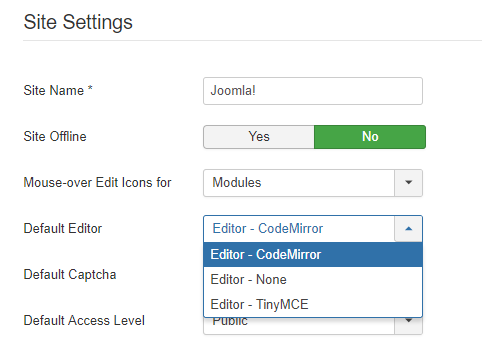 Site Settings
Site Name * Joomla!
Site Offline Yes No
Mouse-over Edit Icons for Modules
Default Editor Editor - CodeMirror
Editor - CodeMirror
Editor - None
Default Captcha
Editor - TinyMCE
Default Access Level Public